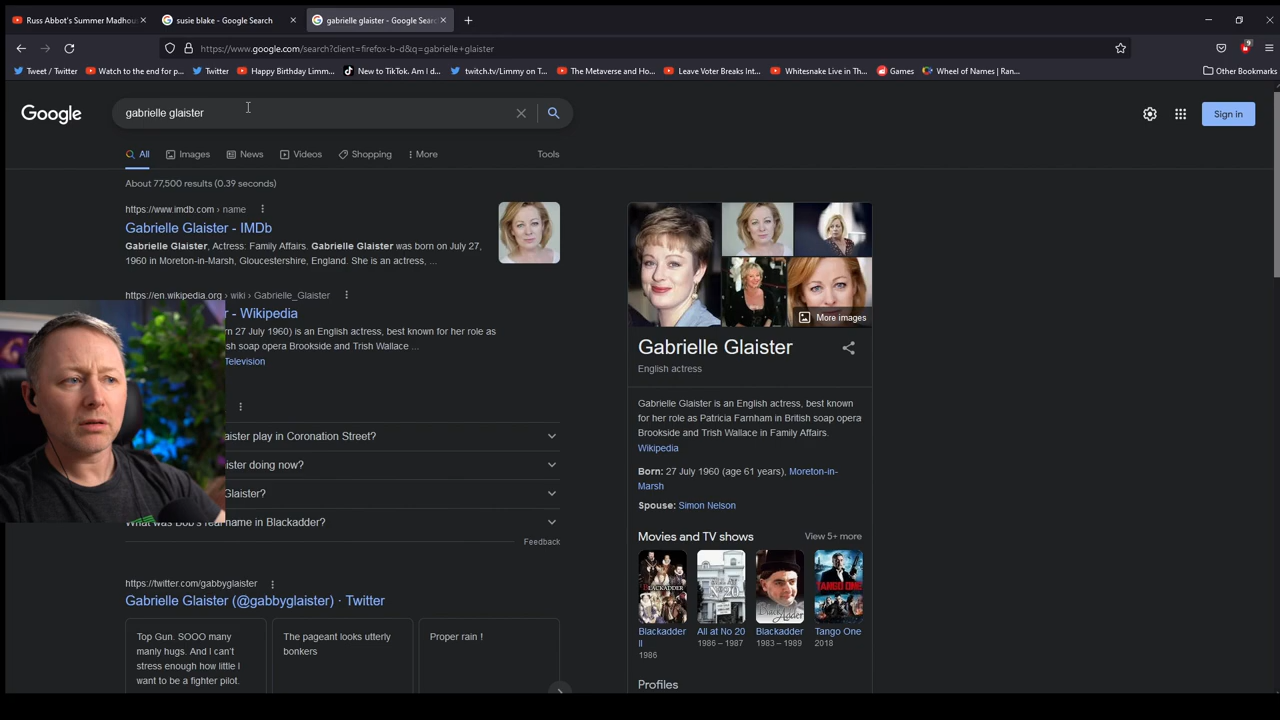 Russ Abbot's Summer Madhou
susie blake - Google Search
gabrielle glaister - Google Searc
https://www.google.com/search?client=firefox-b-d&q=gabrielle+glaister
9
Tweet / Twitter
Watch to the end for p...
Twitter
Happy Birthday Limm...
New to TikTok. Am I d...
twitch.tv/Limmy on T...
The Metaverse and Ho...
Leave Voter Breaks Int...
Whitesnake Live in Th...
Games
Wheel of Names | Ran...
Other Bookmarks
Google
gabrielle glaister
Sign in
All
Images
News
Videos
Shopping
More
Tools
About 77,500 results (0.39 seconds)
https://www.imdb.com › name
Gabrielle Glaister - IMDb
Gabrielle Glaister, Actress: Family Affairs. Gabrielle Glaister was born on July 27,
1960 in Moreton-in-Marsh, Gloucestershire, England. She is an actress, ...
https://en.wikipedia.org › wiki › Gabrielle_Glaister
r - Wikipedia
n 27 July 1960) is an English actress, best known for her role as
t soap opera Brookside and Trish Wallace ...
Television
aister play in Coronation Street?
ister doing now?
Glaister?
What was Bob's real name in Blackadder?
Feedback
https://twitter.com/gabbyglaister
Gabrielle Glaister (@gabbyglaister) · Twitter
Top Gun. SOOO many
manly hugs. And I can't
stress enough how little I
want to be a fighter pilot.
The pageant looks utterly
bonkers
Proper rain !
More images
Gabrielle Glaister
English actress
Gabrielle Glaister is an English actress, best known
for her role as Patricia Farnham in British soap opera
Brookside and Trish Wallace in Family Affairs.
Wikipedia
Born: 27 July 1960 (age 61 years), Moreton-in-
Marsh
Spouse: Simon Nelson
Movies and TV shows
View 5+ more
Blackadder
II
1986
All at No 20
1986 – 1987
Blackadder
1983 – 1989
Tango One
2018
Profiles